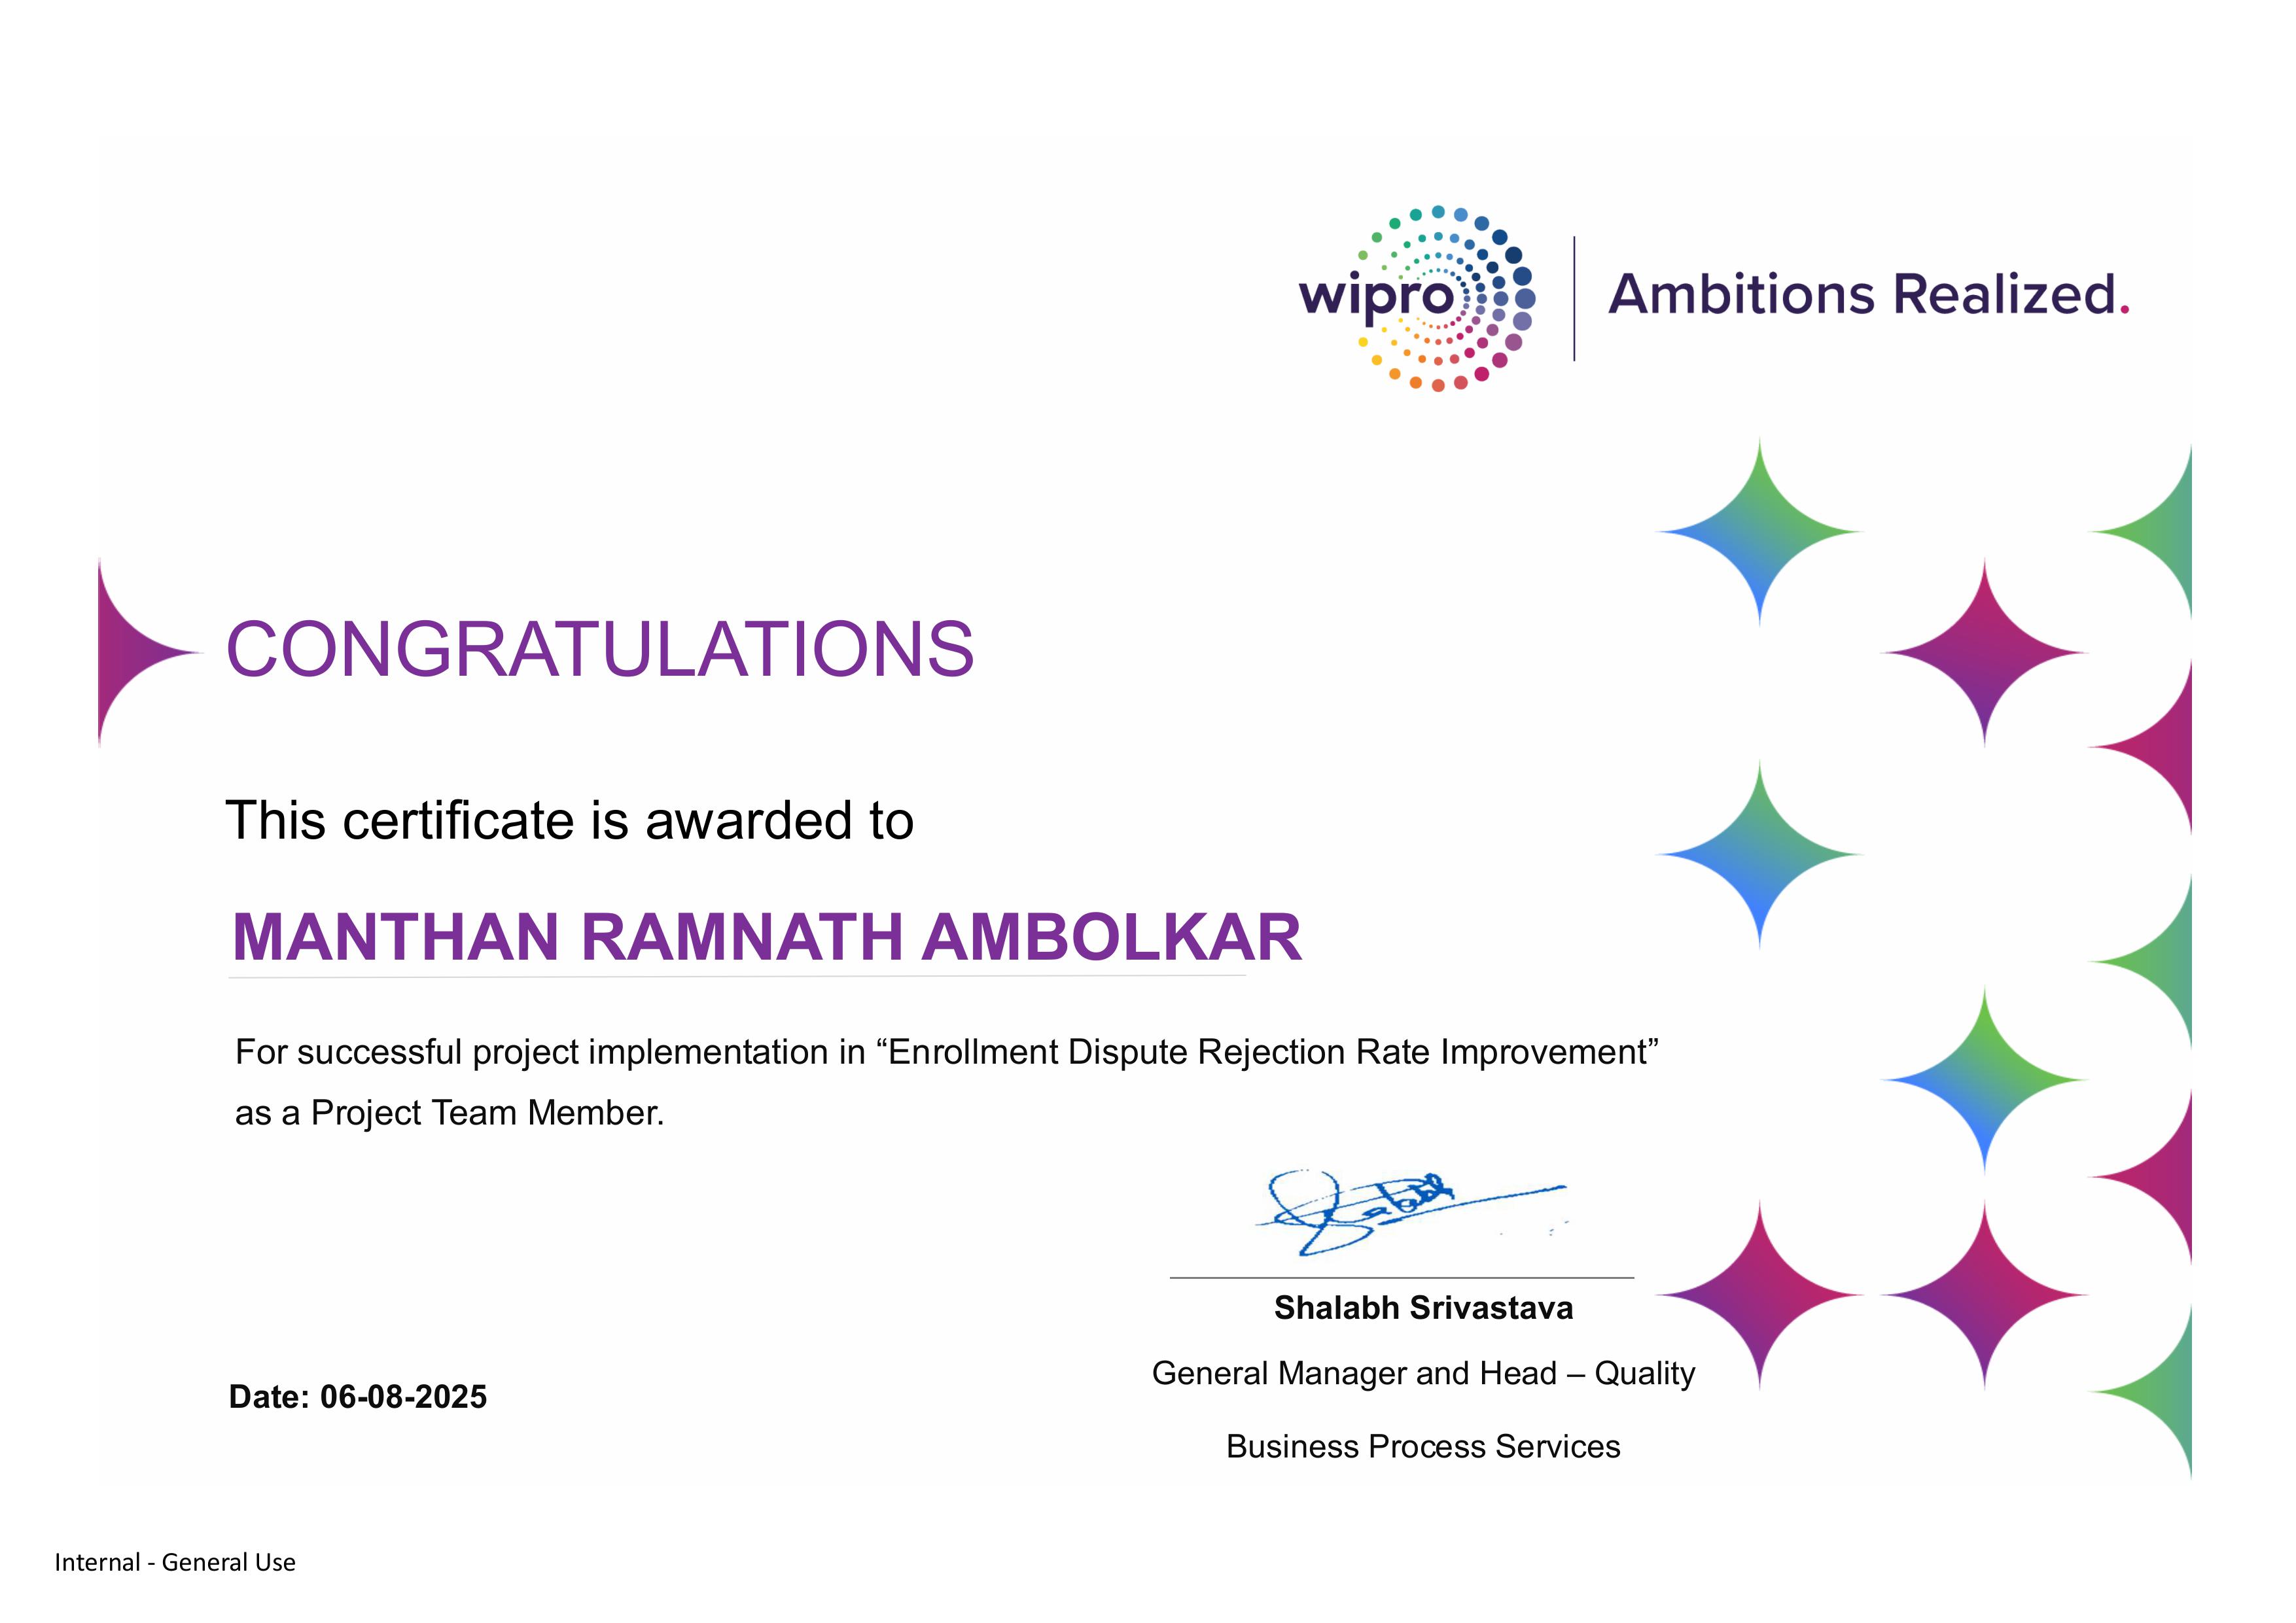 wipro
Ambitions Realized.
CONGRATULATIONS
This certificate is awarded to
MANTHAN RAMNATH AMBOLKAR
For successful project implementation in “Enrollment Dispute Rejection Rate Improvement”
as a Project Team Member.
Shalabh Srivastava
General Manager and Head – Quality
Business Process Services
Date: 06-08-2025
Internal - General Use